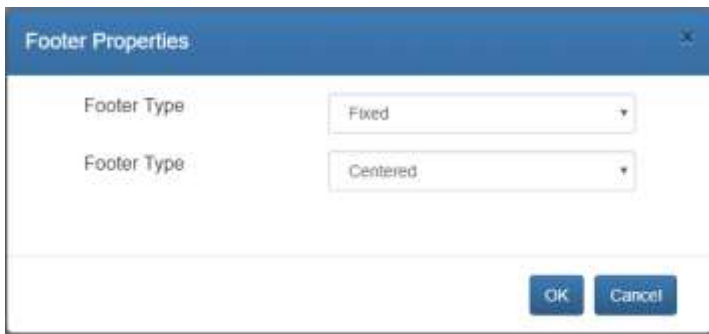 Footer Properties ×
Footer Type Fixed
Footer Type Centered
OK Cancel